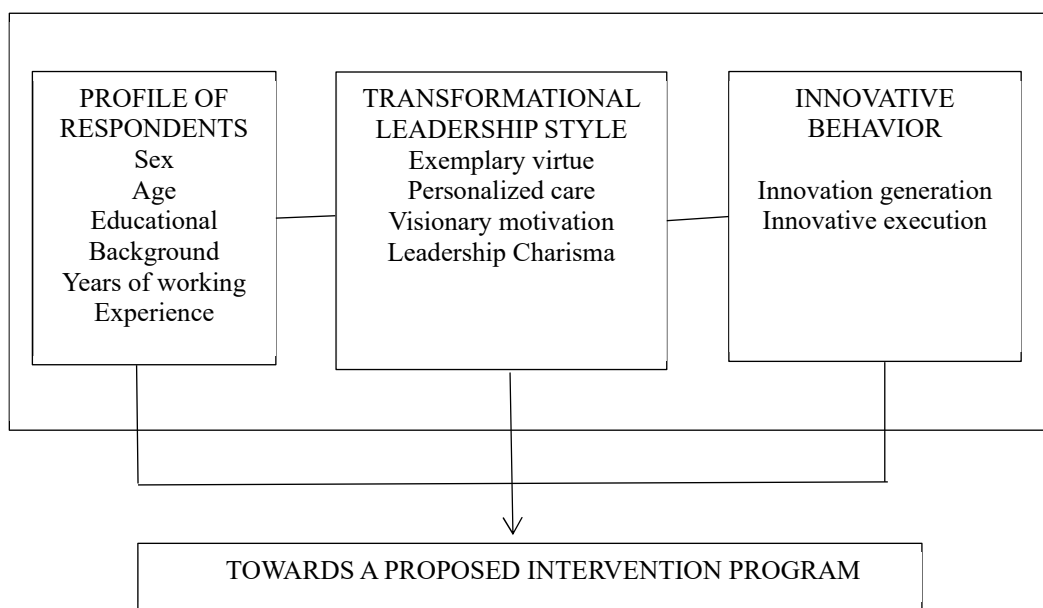 PROFILE OF
RESPONDENTS
Sex
Age
Educational
Background
Years of working
Experience
TRANSFORMATIONAL
LEADERSHIP STYLE
Exemplary virtue
Personalized care
Visionary motivation
Leadership Charisma
INNOVATIVE
BEHAVIOR
Innovation generation
Innovative execution
TOWARDS A PROPOSED INTERVENTION PROGRAM